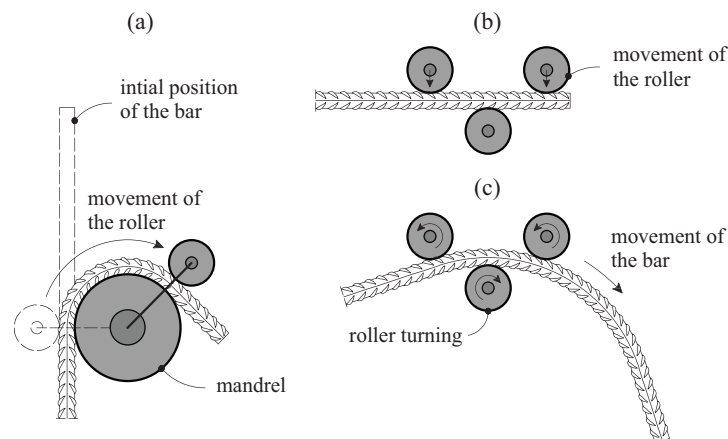 (a)
intial position
of the bar
movement of
the roller
mandrel
(b)
movement of
the roller
(c)
movement of
the bar
roller turning